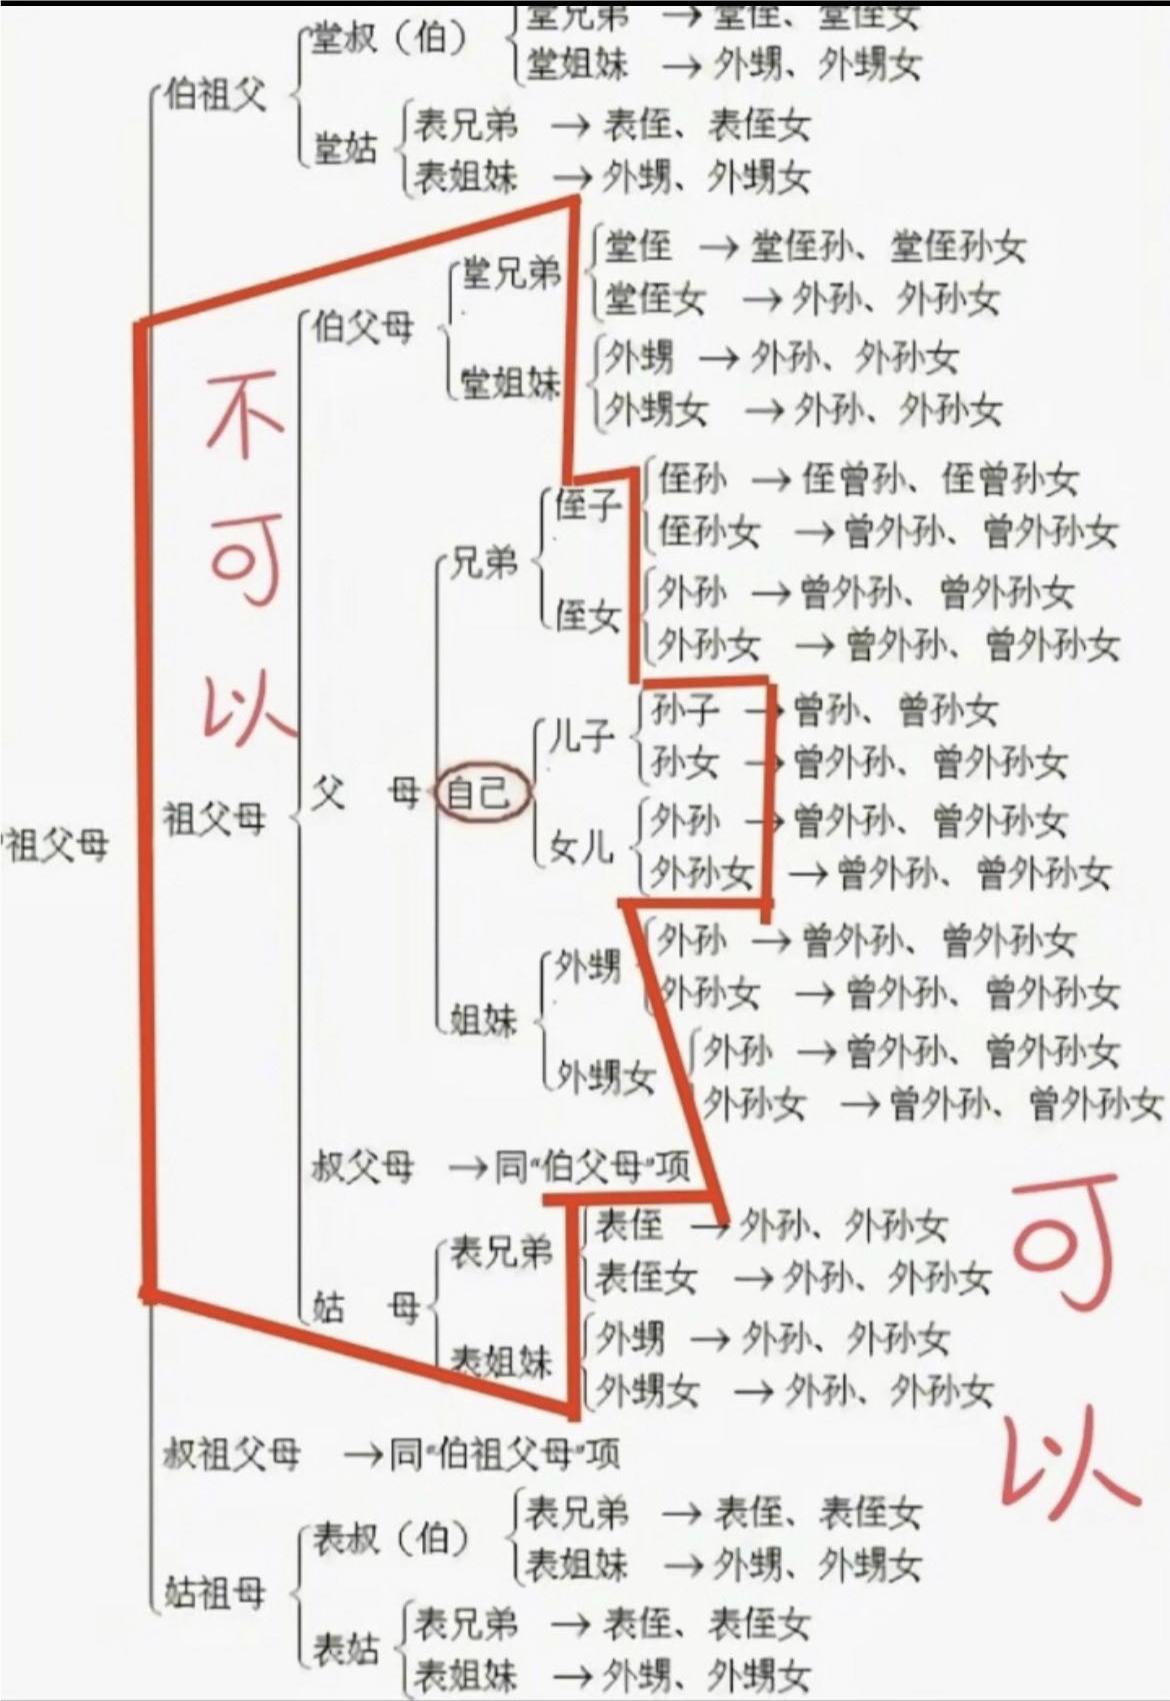 堂兄弟 → 堂侄、堂侄女
堂叔（伯）
堂姐妹 → 外甥、外甥女
伯祖父
表兄弟 → 表侄、表侄女
堂姑
表姐妹 → 外甥、外甥女
堂侄 → 堂侄孙、堂侄孙女
堂兄弟
堂侄女 → 外孙、外孙女
伯父母
外甥 → 外孙、外孙女
堂姐妹
外甥女 → 外孙、外孙女
不可以
侄孙 → 侄曾孙、侄曾孙女
侄子
侄孙女 → 曾外孙、曾外孙女
兄弟
外孙 → 曾外孙、曾外孙女
侄女
外孙女 → 曾外孙、曾外孙女
孙子 → 曾孙、曾孙女
儿子
孙女 → 曾外孙、曾外孙女
父 母 自己
祖父母
外孙 → 曾外孙、曾外孙女
祖父母
女儿
外孙女 → 曾外孙、曾外孙女
外孙 → 曾外孙、曾外孙女
外甥
外孙女 → 曾外孙、曾外孙女
姐妹
外孙 → 曾外孙、曾外孙女
外甥女
外孙女 → 曾外孙、曾外孙女
叔父母 → 同“伯父母”项
表侄 → 外孙、外孙女
表兄弟
表侄女 → 外孙、外孙女
姑 母
外甥 → 外孙、外孙女
表姐妹
外甥女 → 外孙、外孙女
可以
叔祖父母 → 同“伯祖父母”项
表兄弟 → 表侄、表侄女
表叔（伯）
表姐妹 → 外甥、外甥女
姑祖母
表兄弟 → 表侄、表侄女
表姑
表姐妹 → 外甥、外甥女